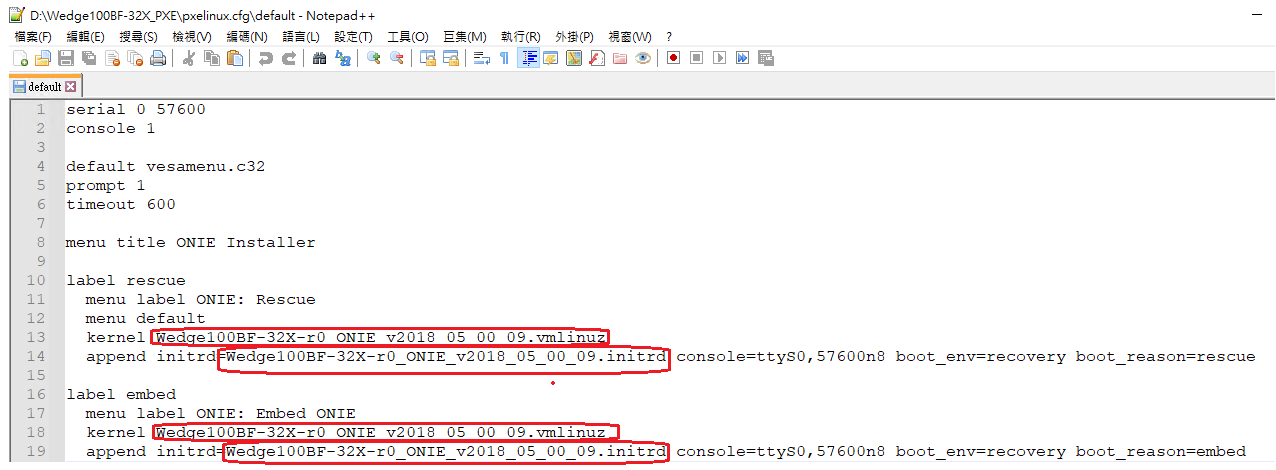 D:\Wedge100BF-32X_PXE\pxelinux.cfg\default - Notepad++
檔案(F) 編輯(E) 搜尋(S) 檢視(V) 編碼(N) 語言(L) 設定(T) 工具(O) 巨集(M) 執行(R) 外掛(P) 視窗(W) ?
default
1 serial 0 57600
2 console 1
3
4 default vesamenu.c32
5 prompt 1
6 timeout 600
7
8 menu title ONIE Installer
9
10 label rescue
11 menu label ONIE: Rescue
12 menu default
13 kernel Wedge100BF-32X-r0_ONIE_v2018_05_00_09.vmlinuz
14 append initrd=Wedge100BF-32X-r0_ONIE_v2018_05_00_09.initrd console=ttyS0,57600n8 boot_env=recovery boot_reason=rescue
15
16 label embed
17 menu label ONIE: Embed ONIE
18 kernel Wedge100BF-32X-r0_ONIE_v2018_05_00_09.vmlinuz
19 append initrd=Wedge100BF-32X-r0_ONIE_v2018_05_00_09.initrd console=ttyS0,57600n8 boot_env=recovery boot_reason=embed